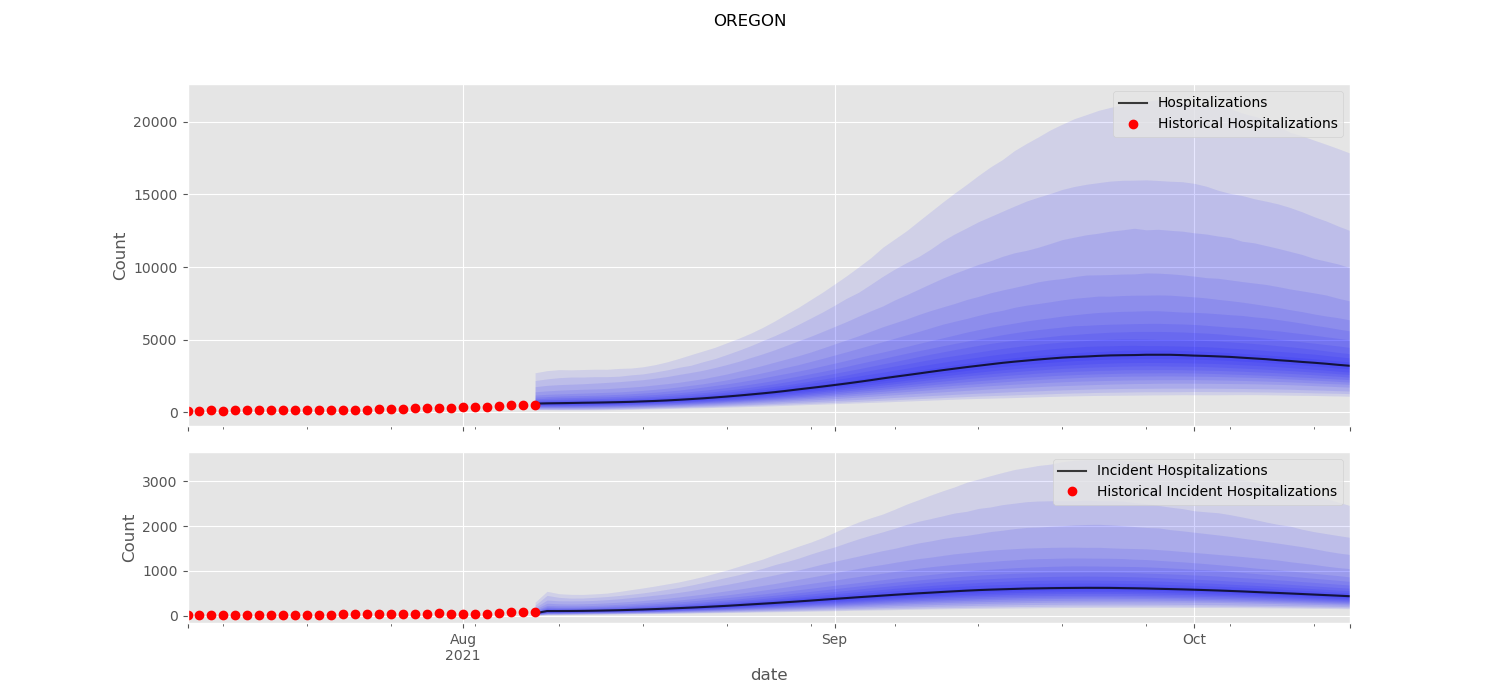 OREGON
Hospitalizations
Historical Hospitalizations
20000
15000
10000
5000
0
Count
Incident Hospitalizations
Historical Incident Hospitalizations
3000
2000
1000
0
Count
Aug
2021
Sep
Oct
date